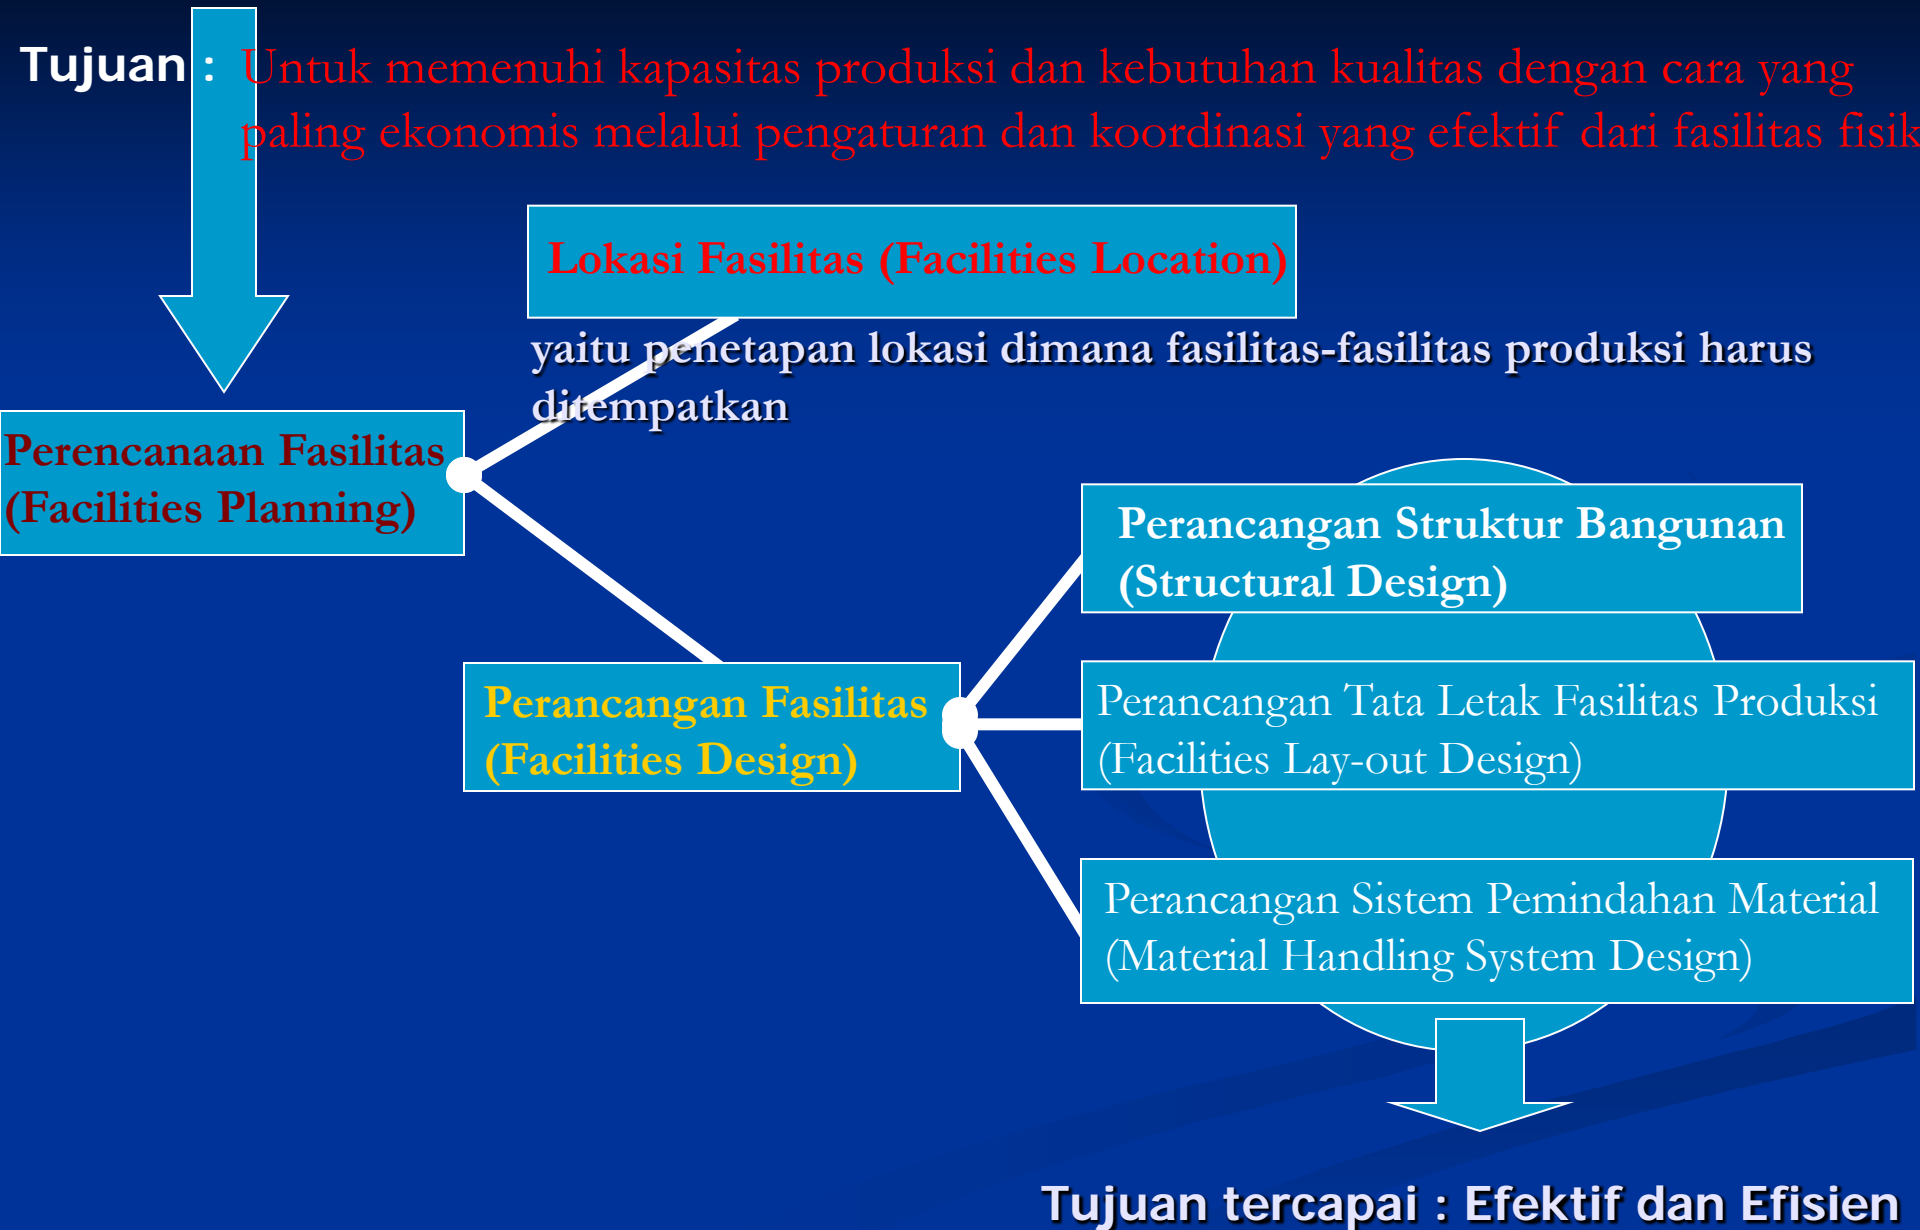 Tujuan : Untuk memenuhi kapasitas produksi dan kebutuhan kualitas dengan cara yang
paling ekonomis melalui pengaturan dan koordinasi yang efektif dari fasilitas fisik
Lokasi Fasilitas (Facilities Location)
yaitu penetapan lokasi dimana fasilitas-fasilitas produksi harus
ditempatkan
Perencanaan Fasilitas
(Facilities Planning)
Perancangan Struktur Bangunan
(Structural Design)
Perancangan Fasilitas
(Facilities Design)
Perancangan Tata Letak Fasilitas Produksi
(Facilities Lay-out Design)
Perancangan Sistem Pemindahan Material
(Material Handling System Design)
Tujuan tercapai : Efektif dan Efisien